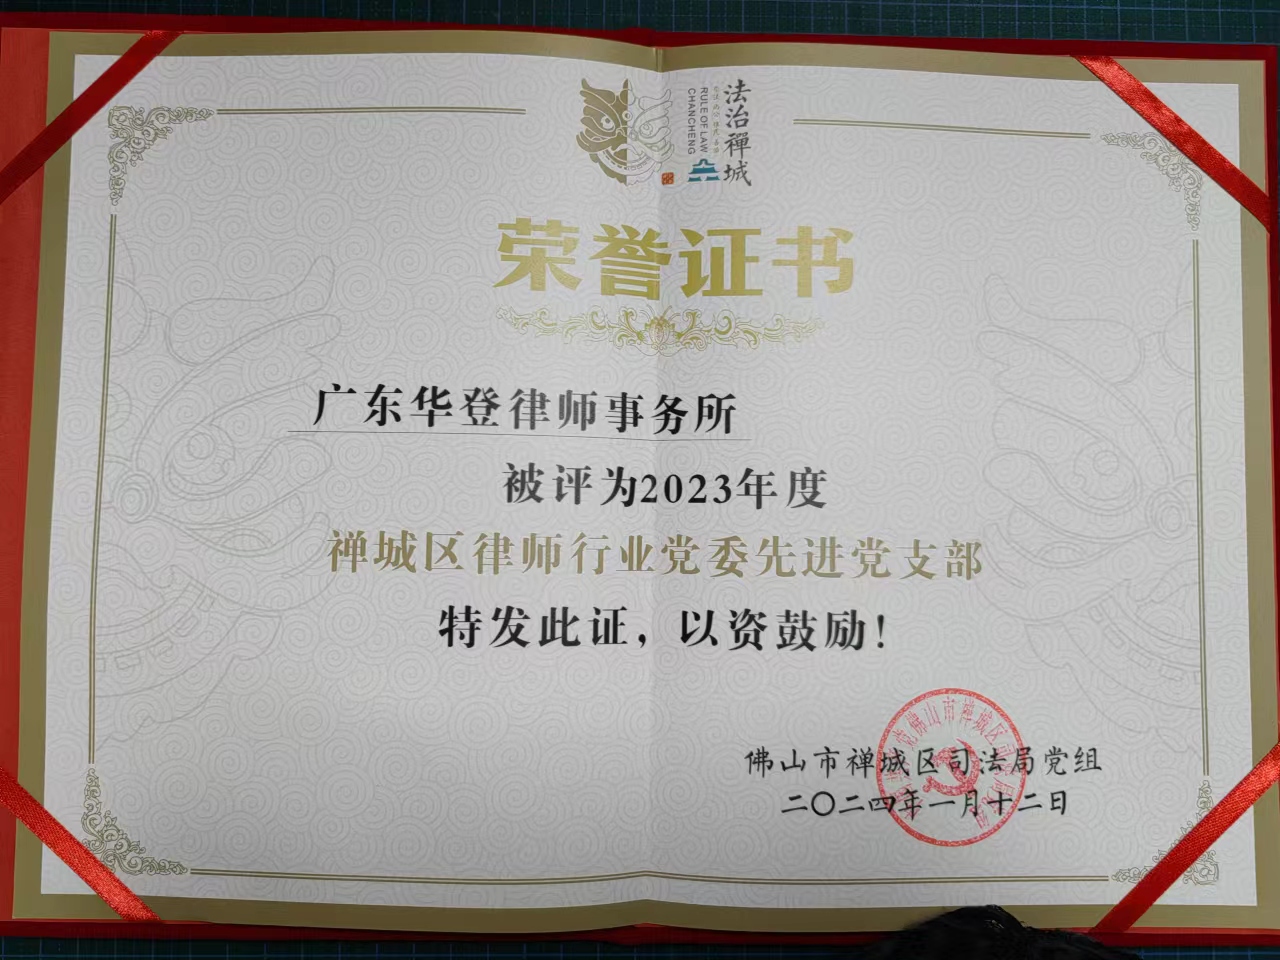 法治禅城
RULE OF LAW
CHANCHENG
荣誉证书
广东华登律师事务所
被评为2023年度
禅城区律师行业党委先进党支部
特发此证，以资鼓励！
佛山市禅城区司法局党组
二〇二四年一月十二日